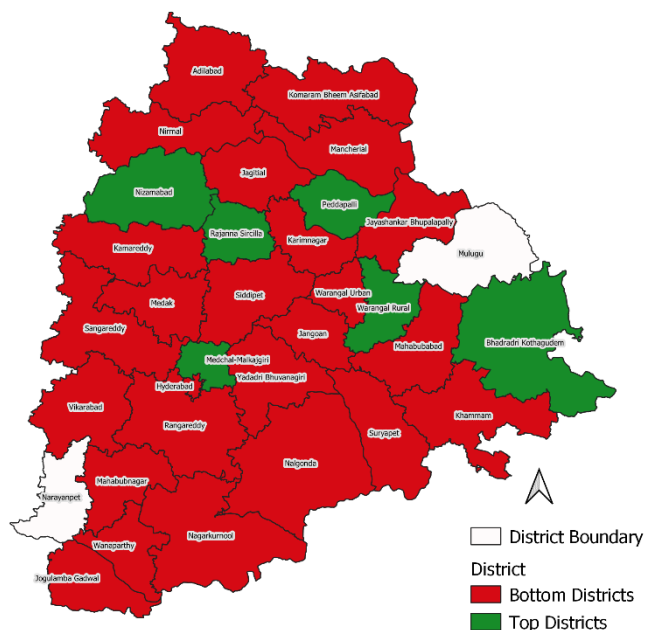 Adilabad
Komaram Bheem Asifabad
Nirmal
Mancherial
Jagitial
Nizamabad
Peddapalli
Jayashankar Bhupalapally
Rajanna Sircilla
Karimnagar
Kamareddy
Mulugu
Siddipet
Warangal Urban
Medak
Warangal Rural
Sangareddy
Jangoan
Bhadradri Kothagudem
Mahabubabad
Medchal-Malkajgiri
Yadadri Bhuvanagiri
Hyderabad
Vikarabad
Khammam
Rangareddy
Suryapet
Nalgonda
Mahabubnagar
Narayanpet
Nagarkurnool
Wanaparthy
Jogulamba Gadwal
District Boundary
District
Bottom Districts
Top Districts